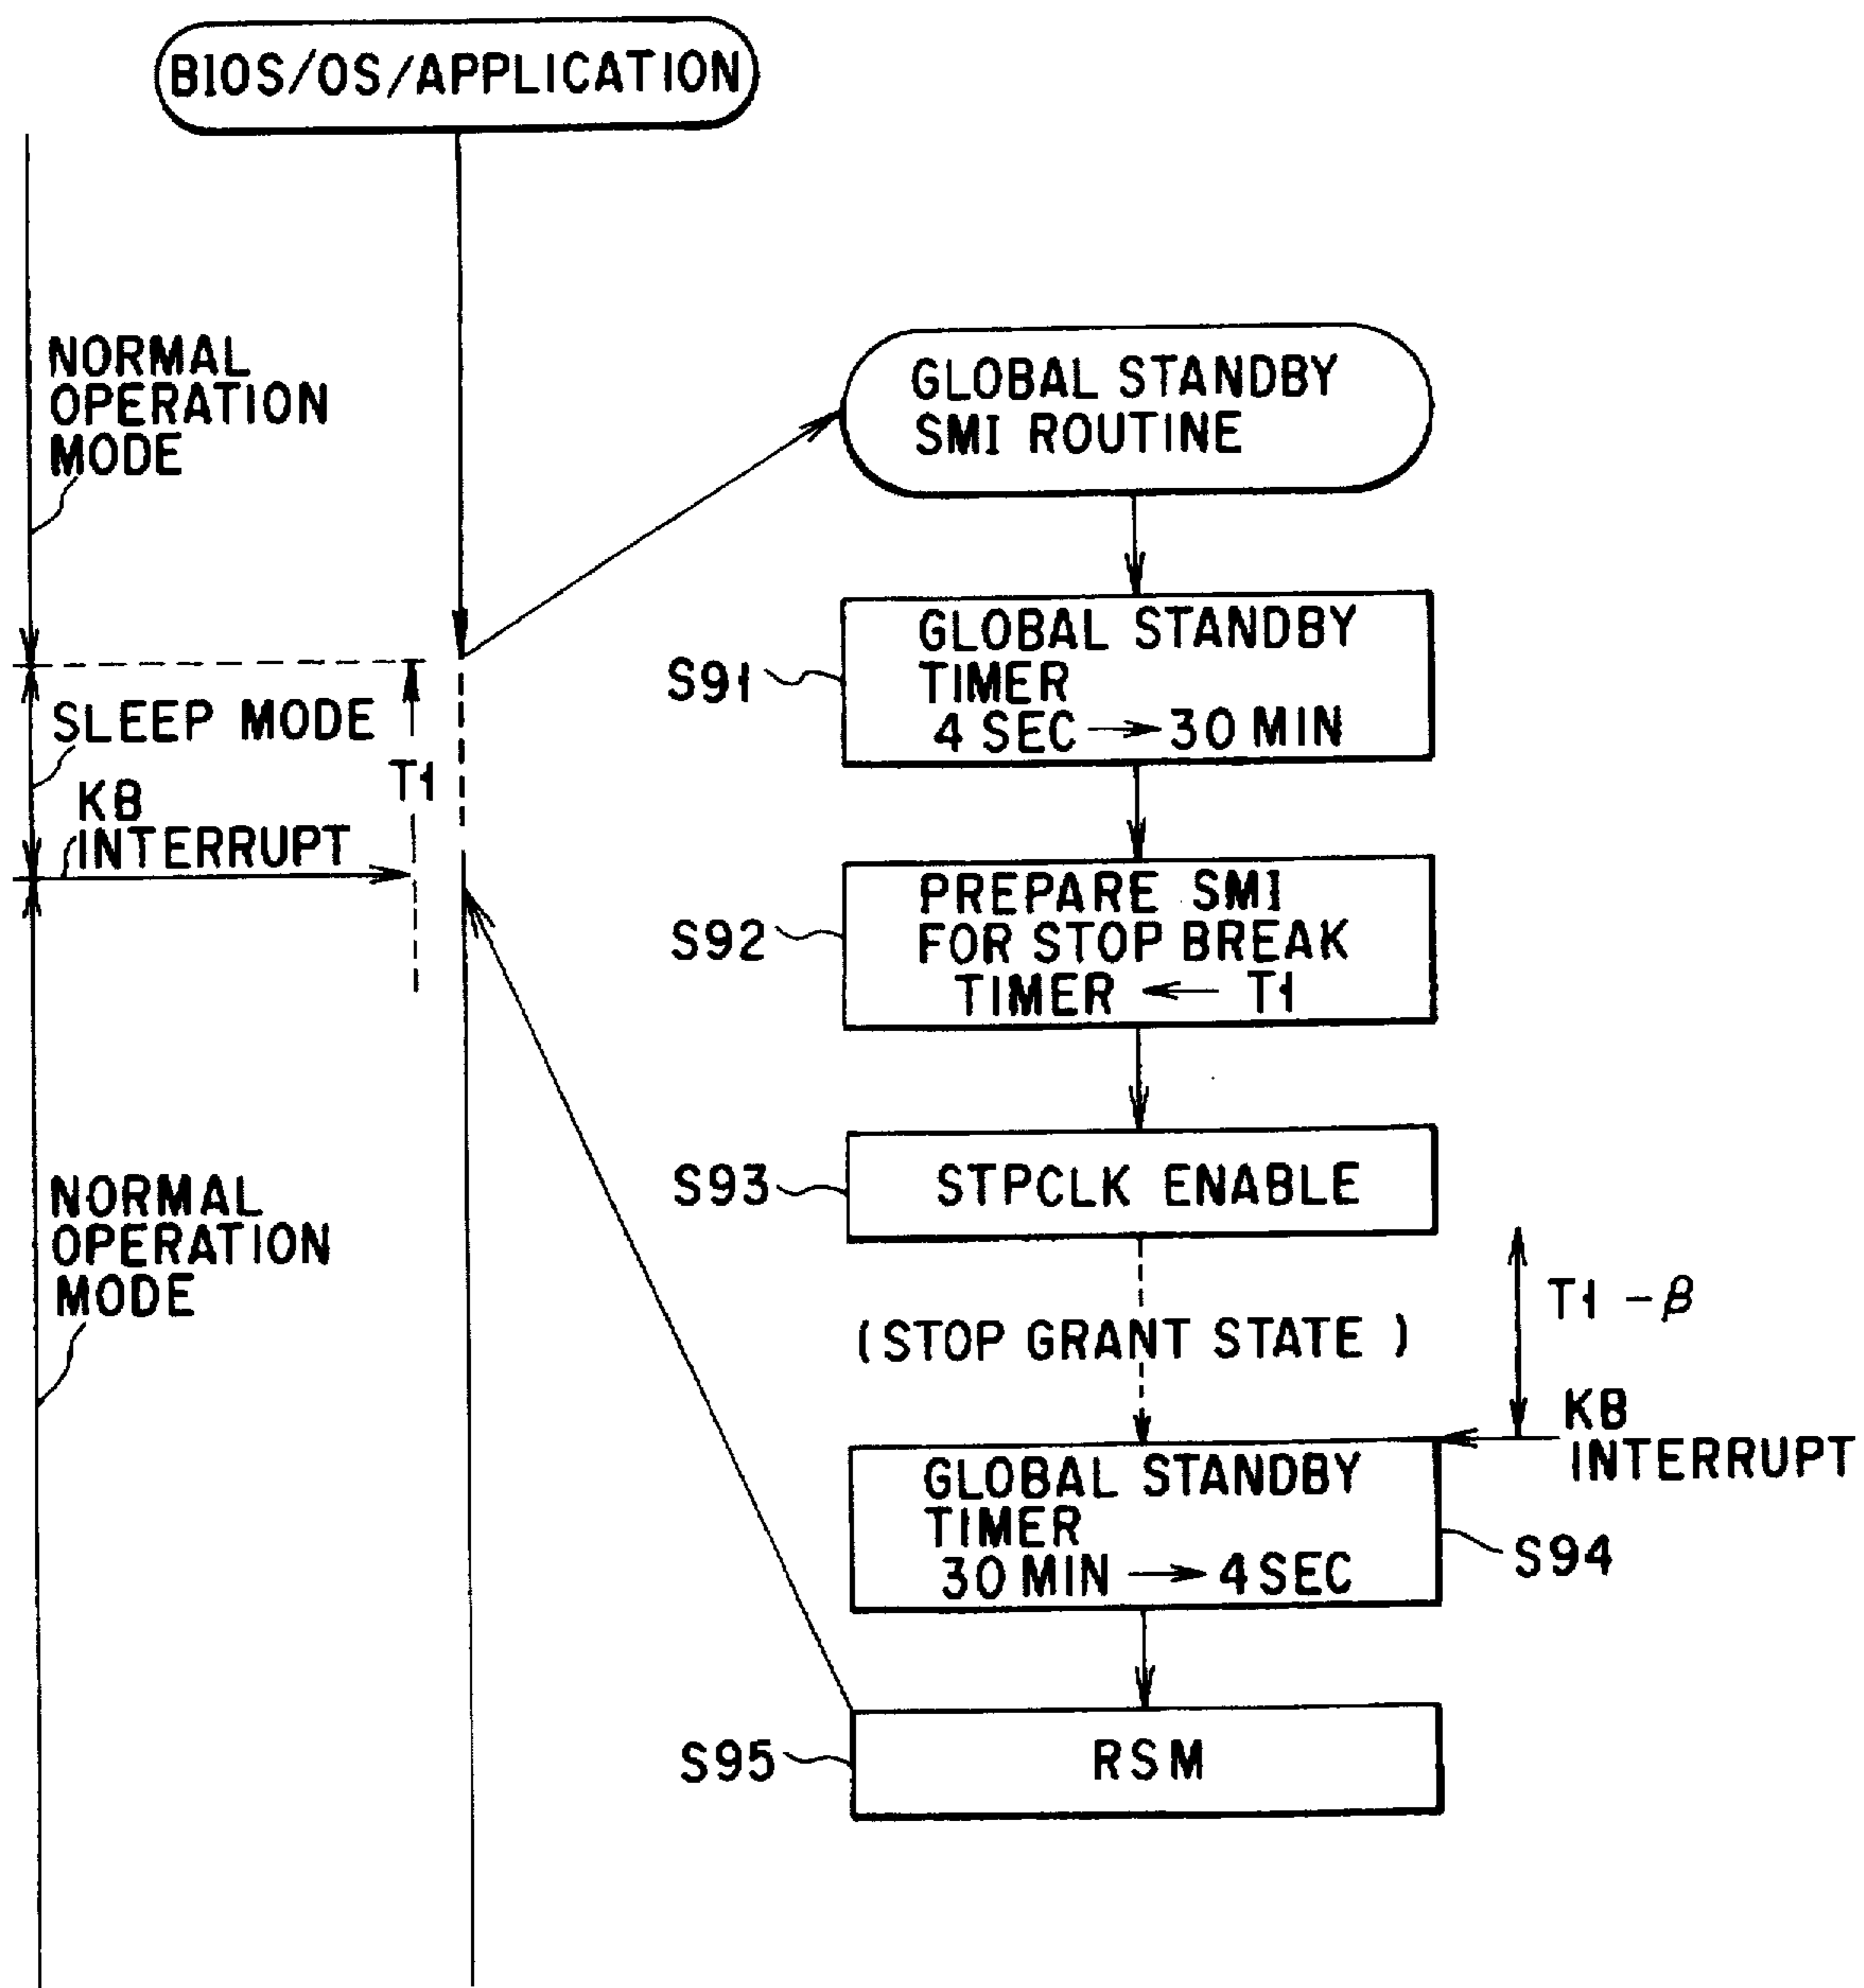 BIOS/OS/APPLICATION
NORMAL
OPERATION
MODE
SLEEP MODE
T1
KB
INTERRUPT
NORMAL
OPERATION
MODE
GLOBAL STANDBY
SMI ROUTINE
S91
GLOBAL STANDBY
TIMER
4 SEC → 30 MIN
S92
PREPARE SMI
FOR STOP BREAK
TIMER ← T1
S93
STPCLK ENABLE
(STOP GRANT STATE)
T1 - β
KB
INTERRUPT
GLOBAL STANDBY
TIMER
30 MIN → 4 SEC
S94
S95
RSM